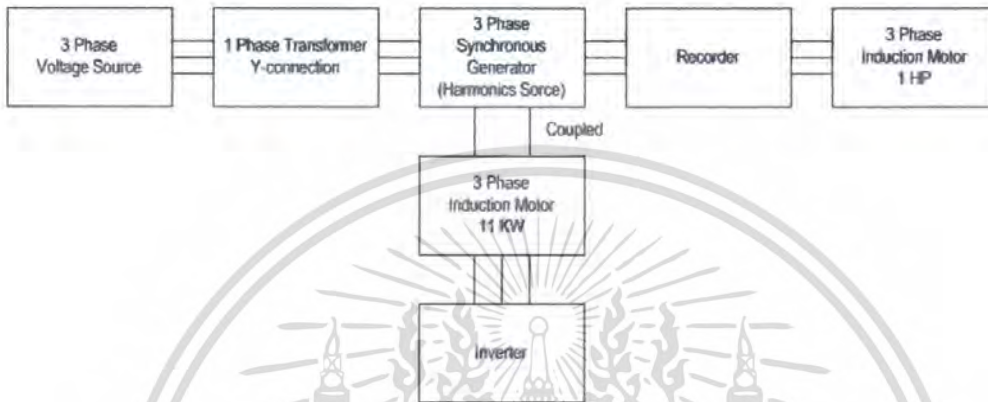 3 Phase
Voltage Source
1 Phase Transformer
Y-connection
3 Phase
Synchronous
Generator
(Harmonics Sorce)
Recorder
3 Phase
Induction Motor
1 HP
Coupled
3 Phase
Induction Motor
11 KW
Inverter